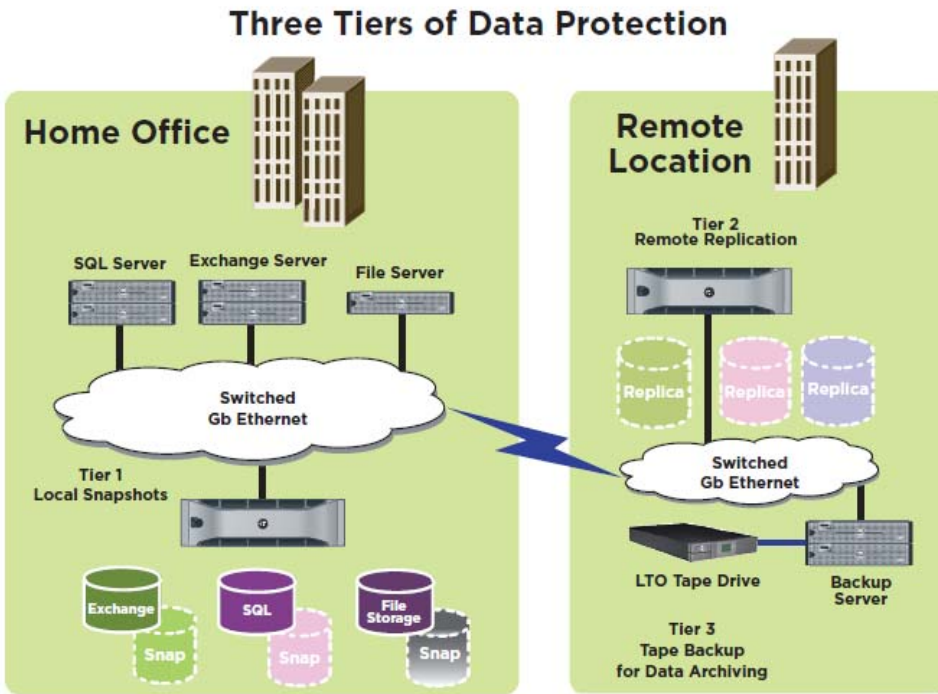 Three Tiers of Data Protection
Home Office
SQL Server
Exchange Server
File Server
Switched
Gb Ethernet
Tier 1
Local Snapshots
Exchange
Snap
SQL
Snap
File
Storage
Snap
Remote
Location
Tier 2
Remote Replication
Replica
Replica
Replica
Switched
Gb Ethernet
LTO Tape Drive
Backup
Server
Tier 3
Tape Backup
for Data Archiving